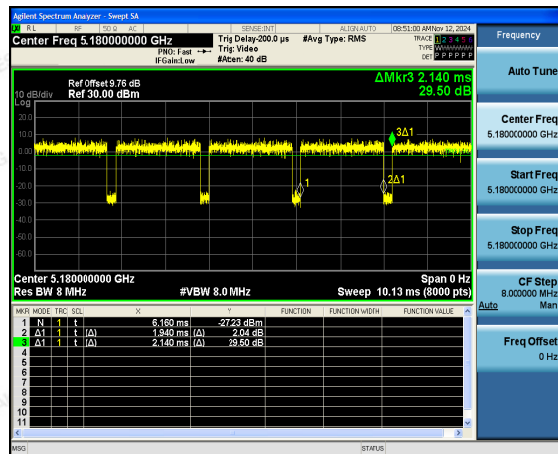 Agilent Spectrum Analyzer - Swept SA
RL RF 50 Ω AC SENSE:INT ALIGN AUTO 08:51:00 AM Nov 12, 2024
Center Freq 5.180000000 GHz
PNO: Fast
IFGain:Low
Trig Delay-200.0 µs
Trig: Video
#Atten: 40 dB
#Avg Type: RMS
TRACE 1 2 3 4 5 6
TYPE WWWWWW
DET P P P P P P
Ref Offset 9.76 dB
10 dB/div Ref 30.00 dBm
Log
ΔMkr3 2.140 ms
29.50 dB
20.0
10.0
0.00
-10.0
-20.0
-30.0
-40.0
-50.0
-60.0
3Δ1
1
2Δ1
Center 5.180000000 GHz Span 0 Hz
Res BW 8 MHz #VBW 8.0 MHz Sweep 10.13 ms (8000 pts)
MKR MODE TRC SCL X Y FUNCTION FUNCTION WIDTH FUNCTION VALUE
1 N 1 t 6.160 ms -27.23 dBm
2 Δ1 1 t (Δ) 1.940 ms (Δ) 2.04 dB
3 Δ1 1 t (Δ) 2.140 ms (Δ) 29.50 dB
4
5
6
7
8
9
10
11
MSG STATUS
Frequency
Auto Tune
Center Freq
5.180000000 GHz
Start Freq
5.180000000 GHz
Stop Freq
5.180000000 GHz
CF Step
8.000000 MHz
Auto Man
Freq Offset
0 Hz